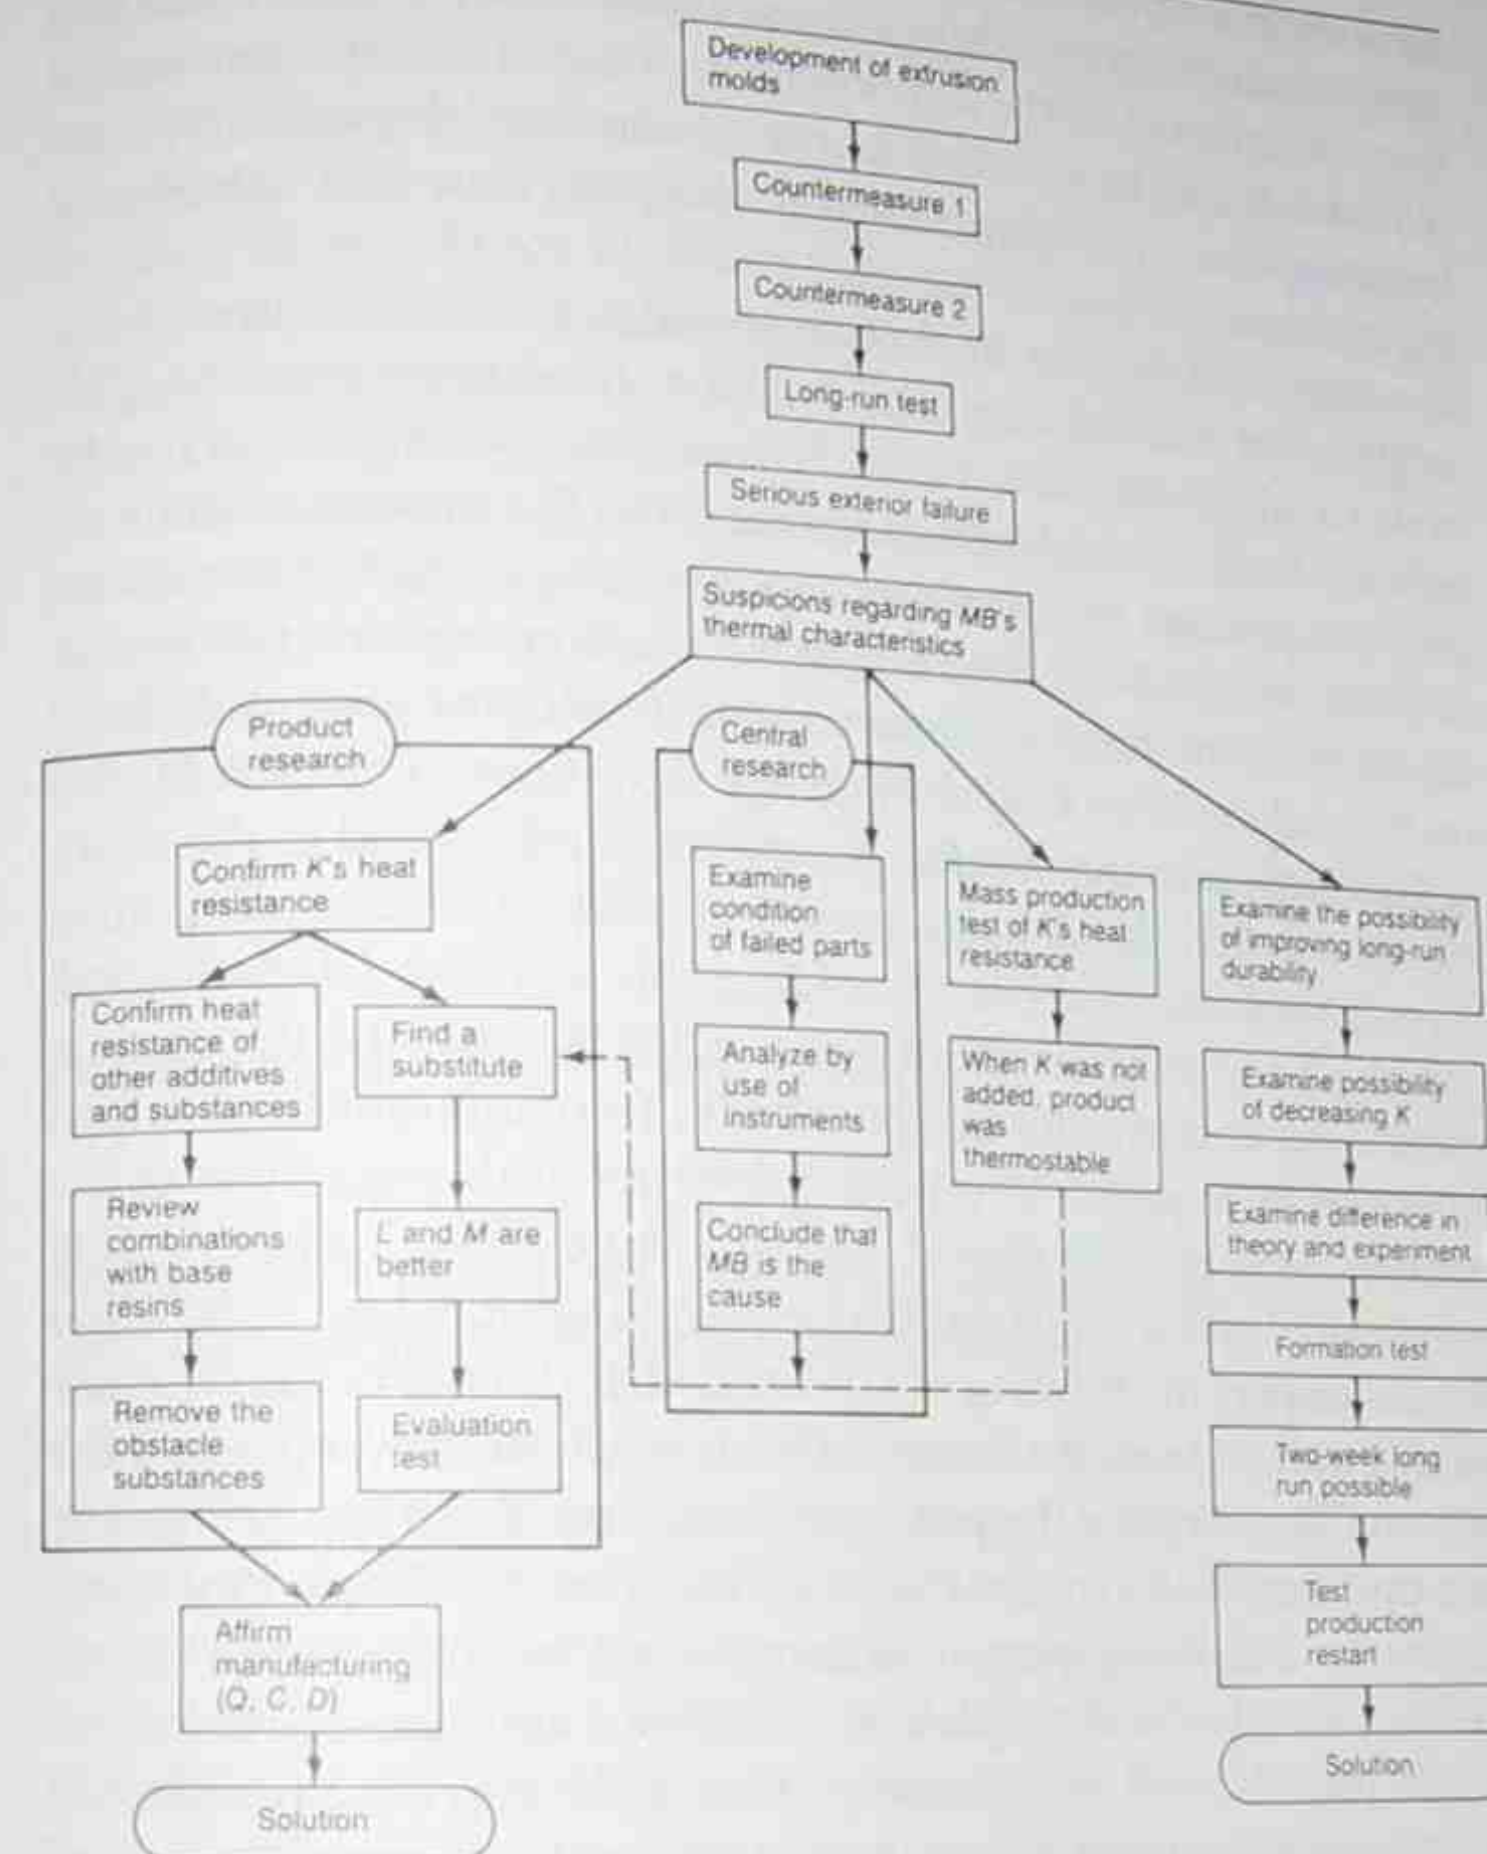 Development of extrusion
molds
Countermeasure 1
Countermeasure 2
Long-run test
Serious exterior failure
Suspicions regarding MB's
thermal characteristics
Product
research
Confirm K's heat
resistance
Confirm heat
resistance of
other additives
and substances
Review
combinations
with base
resins
Remove the
obstacle
substances
Find a
substitute
L and M are
better
Evaluation
test
Affirm
manufacturing
(Q, C, D)
Solution
Central
research
Examine
condition
of failed parts
Analyze by
use of
instruments
Conclude that
MB is the
cause
Mass production
test of K's heat
resistance
When K was not
added, product
was
thermostable
Examine the possibility
of improving long-run
durability
Examine possibility
of decreasing K
Examine difference in
theory and experiment
Formation test
Two-week long
run possible
Test
production
restart
Solution